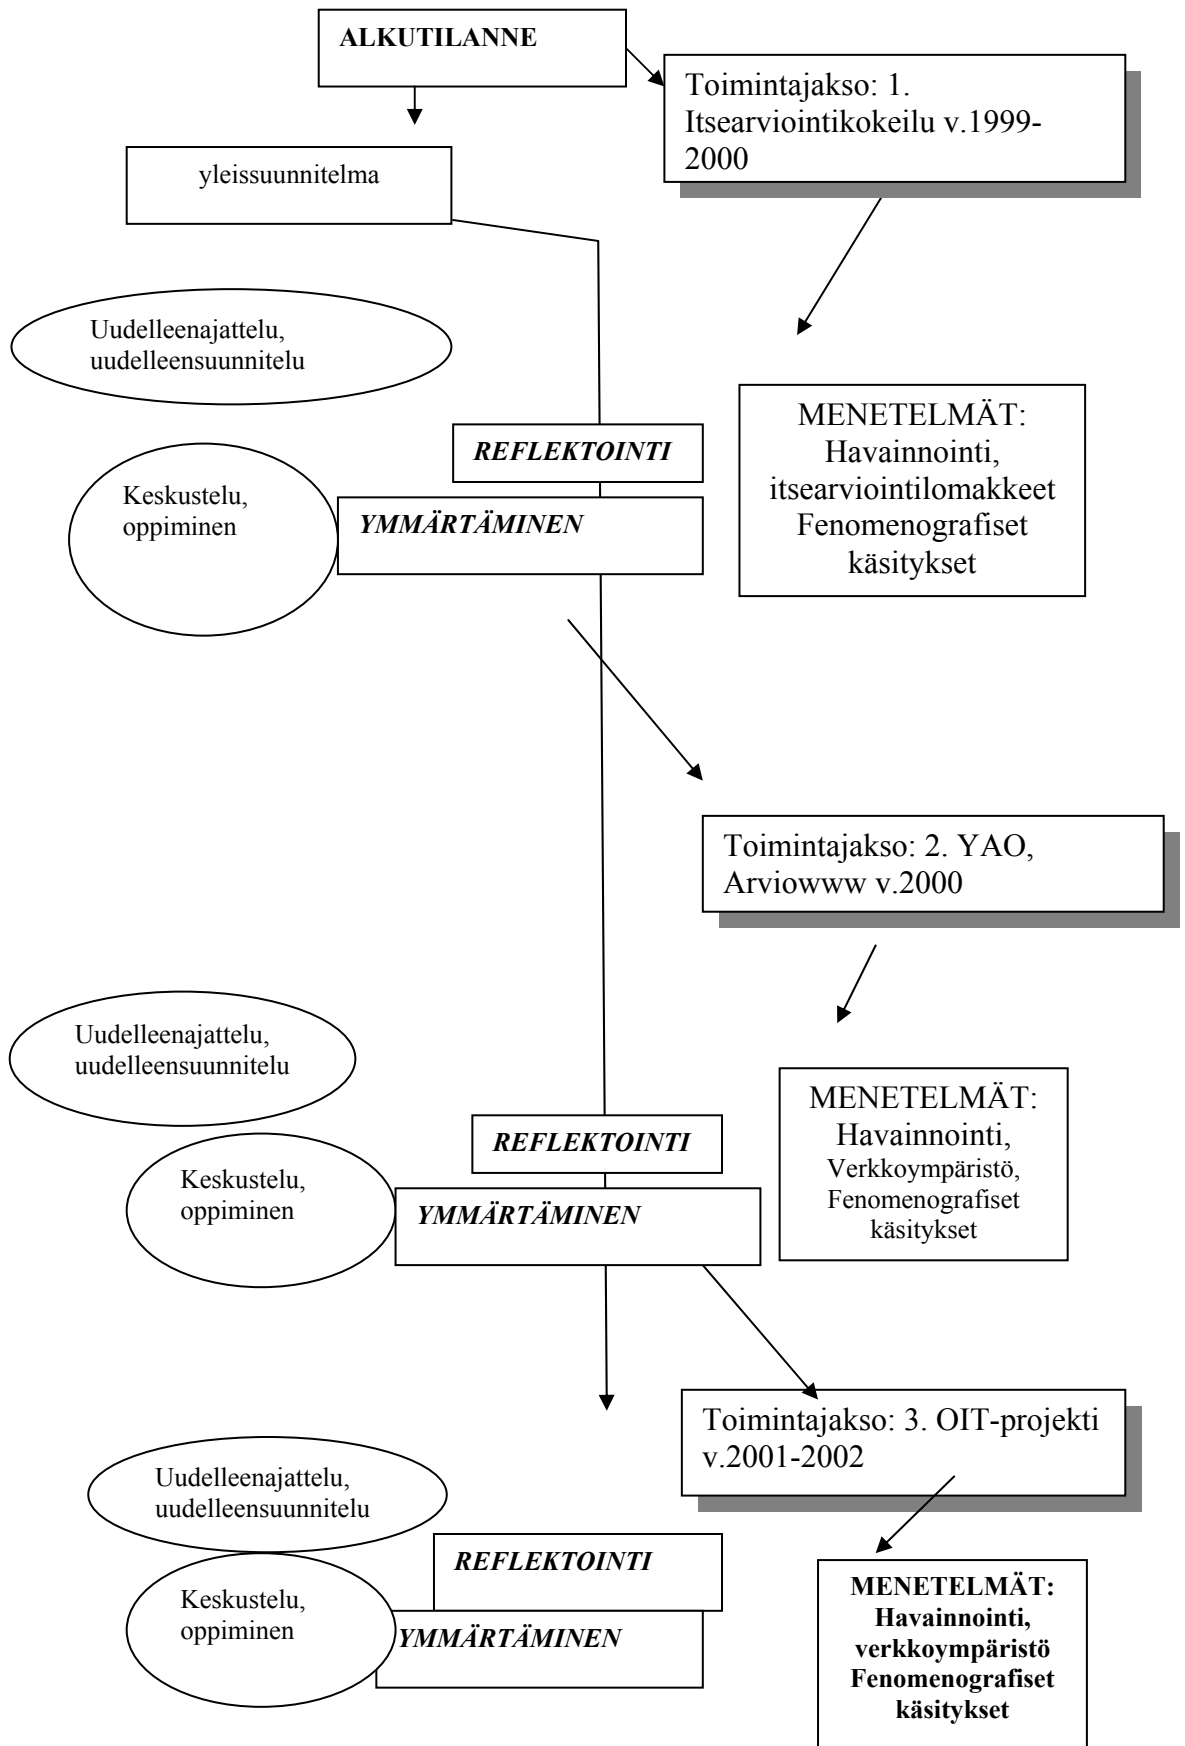 ALKUTILANNE
Toimintajakso: 1.
Itsearviointikokeilu v.1999-
2000
yleissuunnitelma
Uudelleenajattelu,
uudelleensuunnitelu
REFLEKTOINTI
Keskustelu,
oppiminen
YMMÄRTÄMINEN
MENETELMÄT:
Havainnointi,
itsearviointilomakkeet
Fenomenografiset
käsitykset
Toimintajakso: 2. YAO,
Arviowww v.2000
Uudelleenajattelu,
uudelleensuunnitelu
REFLEKTOINTI
Keskustelu,
oppiminen
YMMÄRTÄMINEN
MENETELMÄT:
Havainnointi,
Verkkoympäristö,
Fenomenografiset
käsitykset
Toimintajakso: 3. OIT-projekti
v.2001-2002
Uudelleenajattelu,
uudelleensuunnitelu
REFLEKTOINTI
Keskustelu,
oppiminen
YMMÄRTÄMINEN
MENETELMÄT:
Havainnointi,
verkkoympäristö
Fenomenografiset
käsitykset